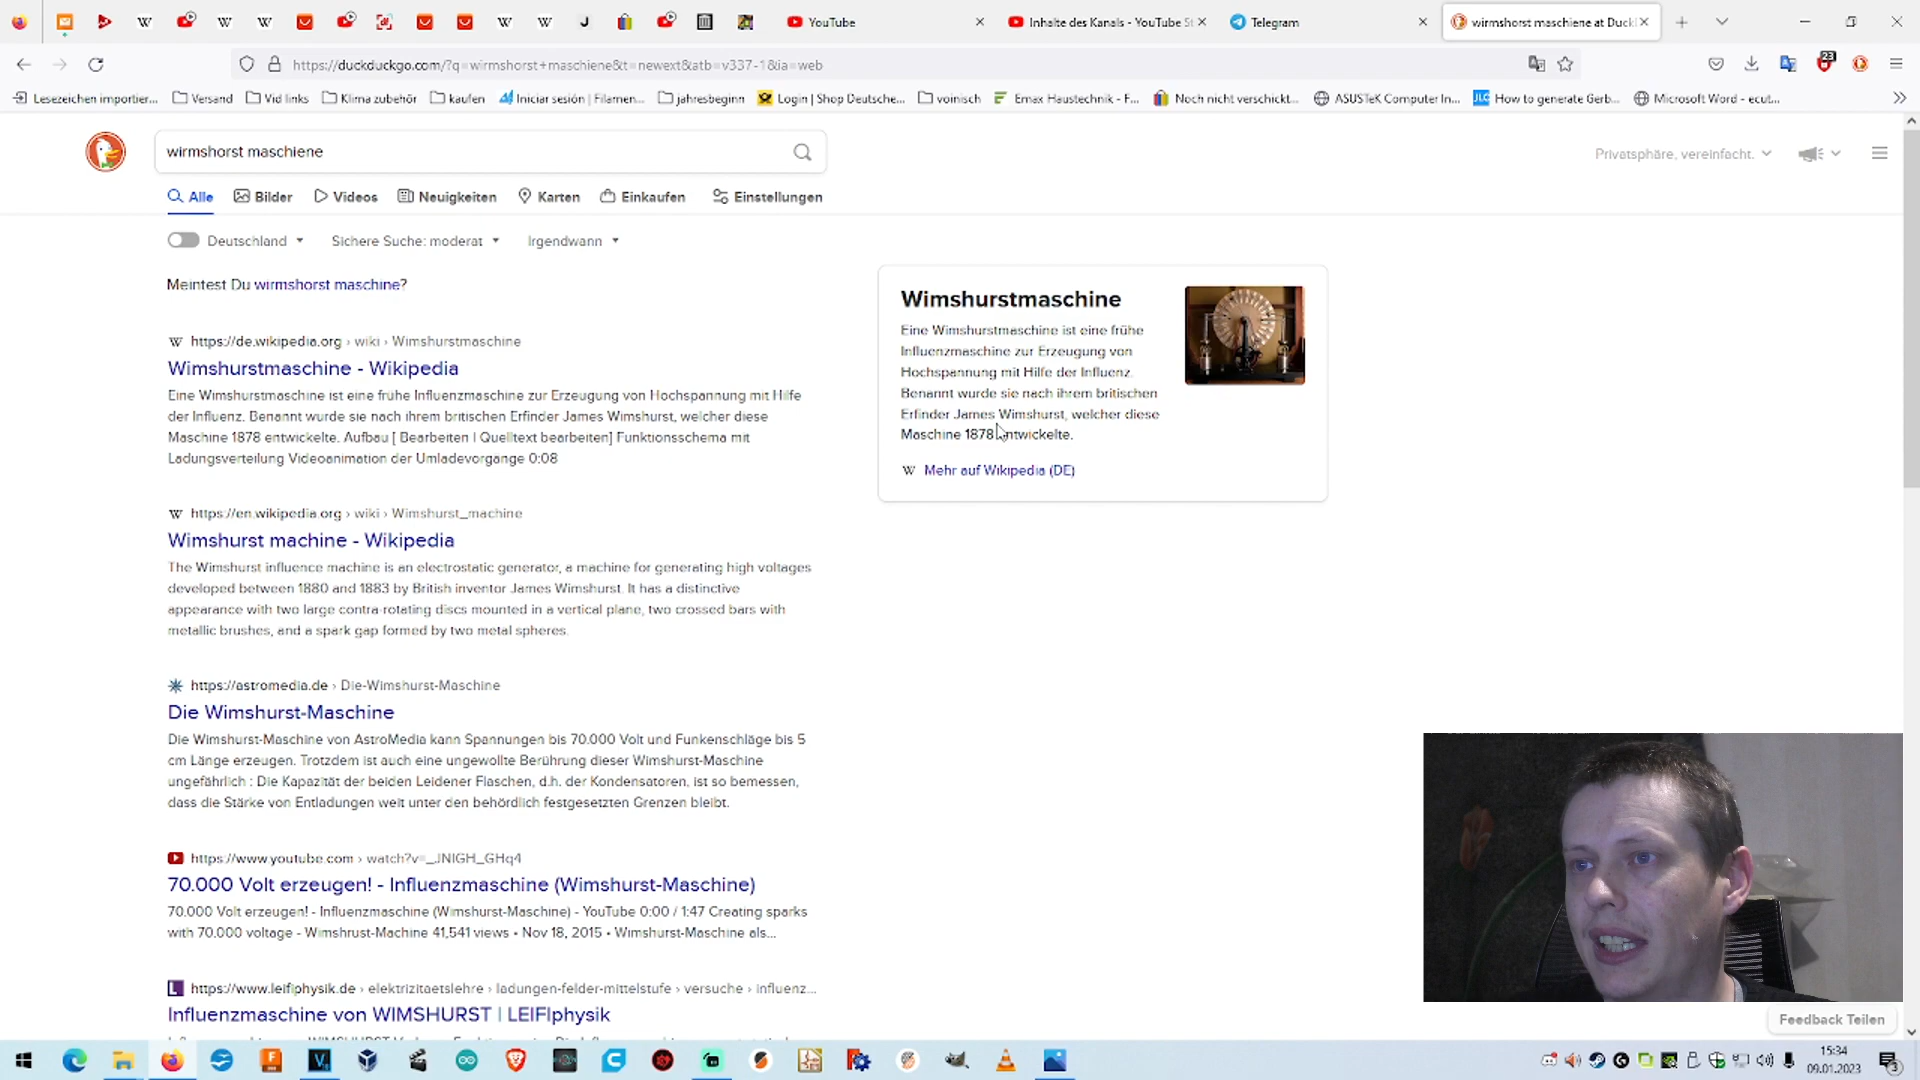 YouTube
Inhalte des Kanals - YouTube St
Telegram
wirmshorst maschiene at Duckl
https://duckduckgo.com/?q=wirmshorst+maschiene&t=newext&atb=v337-1&ia=web
23
Lesezeichen importier...
Versand
Vid links
Klima zubehör
kaufen
Iniciar sesión | Filamen...
jahresbeginn
Login | Shop Deutsche...
voinisch
Emax Haustechnik - F...
Noch nicht verschickt...
ASUSTeK Computer In...
How to generate Gerb...
Microsoft Word - ecut...
wirmshorst maschiene
Privatsphäre, vereinfacht.
Alle
Bilder
Videos
Neuigkeiten
Karten
Einkaufen
Einstellungen
Deutschland
Sichere Suche: moderat
Irgendwann
Meintest Du wirmshorst maschine?
https://de.wikipedia.org › wiki › Wimshurstmaschine
Wimshurstmaschine - Wikipedia
Eine Wimshurstmaschine ist eine frühe Influenzmaschine zur Erzeugung von Hochspannung mit Hilfe
der Influenz. Benannt wurde sie nach ihrem britischen Erfinder James Wimshurst, welcher diese
Maschine 1878 entwickelte. Aufbau [ Bearbeiten | Quelltext bearbeiten] Funktionsschema mit
Ladungsverteilung Videoanimation der Umladevorgänge 0:08
https://en.wikipedia.org › wiki › Wimshurst_machine
Wimshurst machine - Wikipedia
The Wimshurst influence machine is an electrostatic generator, a machine for generating high voltages
developed between 1880 and 1883 by British inventor James Wimshurst. It has a distinctive
appearance with two large contra-rotating discs mounted in a vertical plane, two crossed bars with
metallic brushes, and a spark gap formed by two metal spheres.
https://astromedia.de › Die-Wimshurst-Maschine
Die Wimshurst-Maschine
Die Wimshurst-Maschine von AstroMedia kann Spannungen bis 70.000 Volt und Funkenschläge bis 5
cm Länge erzeugen. Trotzdem ist auch eine ungewollte Berührung dieser Wimshurst-Maschine
ungefährlich : Die Kapazität der beiden Leidener Flaschen, d.h. der Kondensatoren, ist so bemessen,
dass die Stärke von Entladungen weit unter den behördlich festgesetzten Grenzen bleibt.
https://www.youtube.com › watch?v=_JNIGH_GHq4
70.000 Volt erzeugen! - Influenzmaschine (Wimshurst-Maschine)
70.000 Volt erzeugen! - Influenzmaschine (Wimshurst-Maschine) - YouTube 0:00 / 1:47 Creating sparks
with 70.000 voltage - Wimshrust-Machine 41,541 views • Nov 18, 2015 • Wimshurst-Maschine als...
https://www.leifiphysik.de › elektrizitaetslehre › ladungen-felder-mittelstufe › versuche › influenz...
Influenzmaschine von WIMSHURST | LEIFIphysik
Wimshurstmaschine
Eine Wimshurstmaschine ist eine frühe
Influenzmaschine zur Erzeugung von
Hochspannung mit Hilfe der Influenz.
Benannt wurde sie nach ihrem britischen
Erfinder James Wimshurst, welcher diese
Maschine 1878 entwickelte.
W Mehr auf Wikipedia (DE)
Feedback Teilen
15:34
09.01.2023